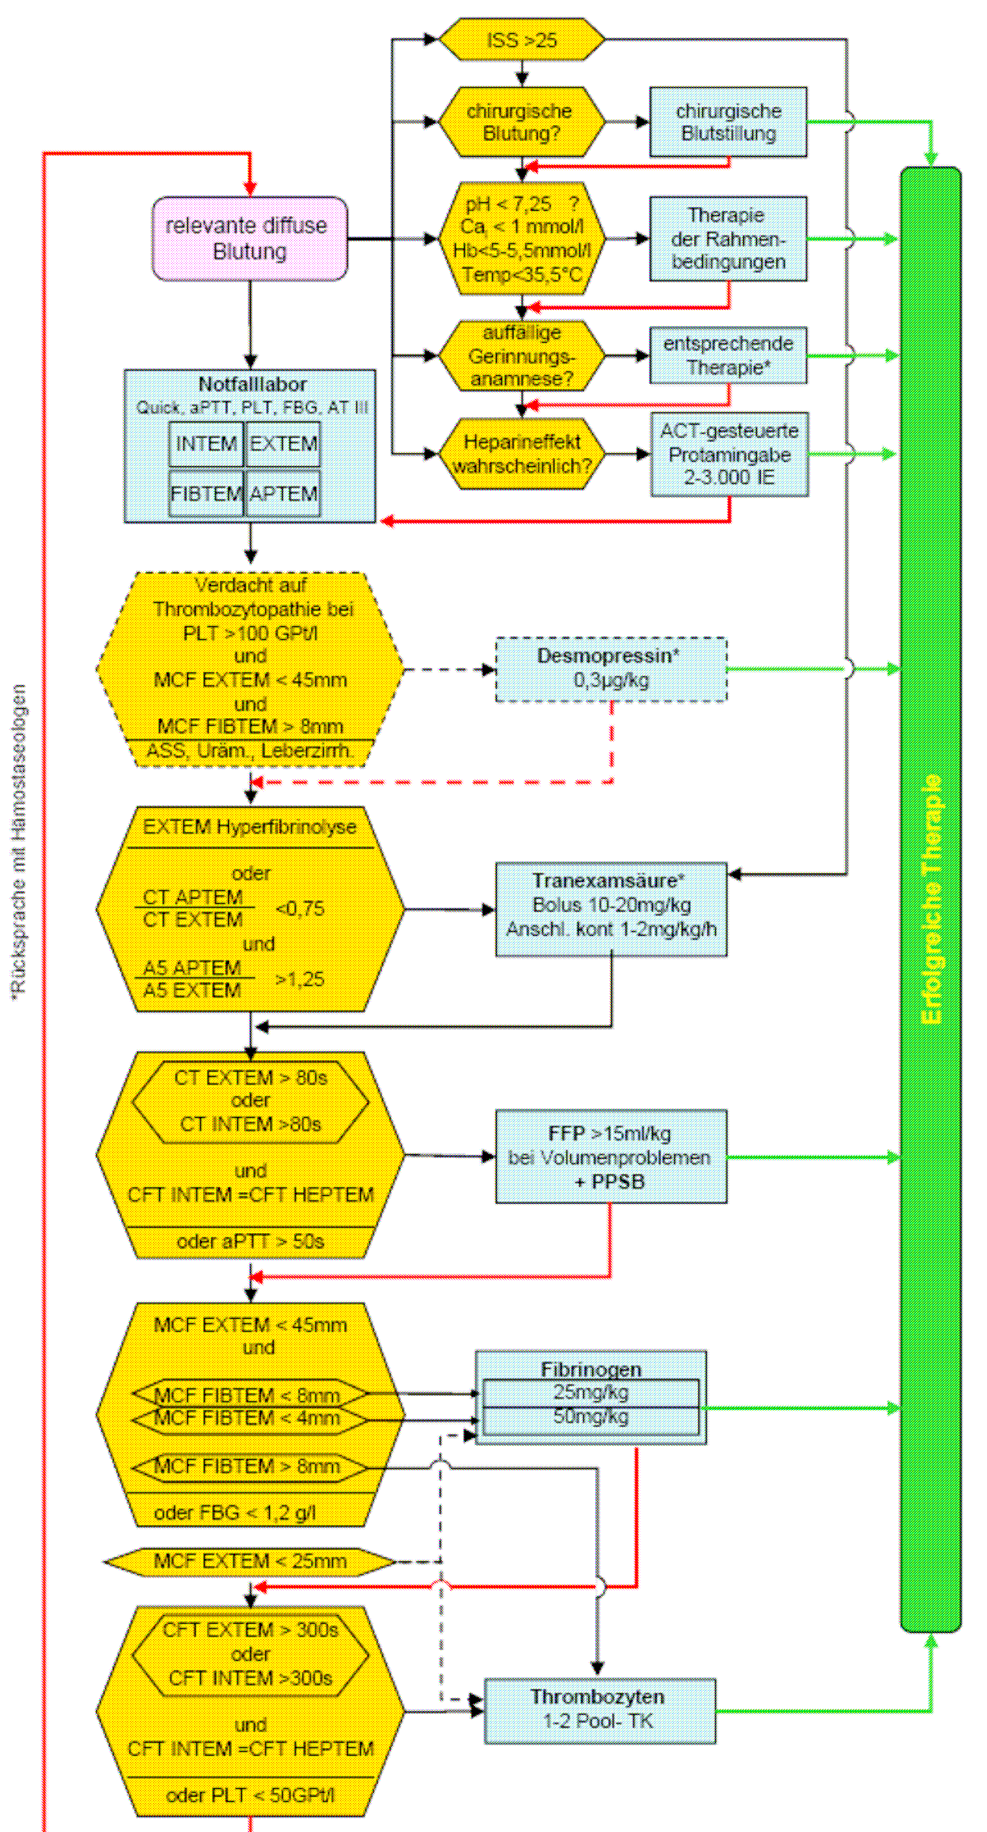 ISS >25
chirurgische
Blutung?
chirurgische
Blutstillung
relevante diffuse
Blutung
pH < 7,25 ?
Cai < 1 mmol/l
Hb<5-5,5mmol/l
Temp<35,5°C
Therapie
der Rahmen-
bedingungen
auffällige
Gerinnungs-
anamnese?
entsprechende
Therapie*
Heparineffekt
wahrscheinlich?
ACT-gesteuerte
Protamingabe
2-3.000 IE
Notfalllabor
Quick, aPTT, PLT, FBG, AT III
INTEM EXTEM
FIBTEM APTEM
Verdacht auf
Thrombozytopathie bei
PLT >100 GPt/l
und
MCF EXTEM < 45mm
und
MCF FIBTEM > 8mm
ASS, Uräm., Leberzirrh.
Desmopressin*
0,3µg/kg
EXTEM Hyperfibrinolyse
oder
CT APTEM
CT EXTEM
<0,75
und
A5 APTEM
A5 EXTEM
>1,25
Tranexamsäure*
Bolus 10-20mg/kg
Anschl. kont 1-2mg/kg/h
CT EXTEM > 80s
oder
CT INTEM >80s
und
CFT INTEM =CFT HEPTEM
oder aPTT > 50s
FFP >15ml/kg
bei Volumenproblemen
+ PPSB
MCF EXTEM < 45mm
und
MCF FIBTEM < 8mm
MCF FIBTEM < 4mm
MCF FIBTEM > 8mm
oder FBG < 1,2 g/l
Fibrinogen
25mg/kg
50mg/kg
MCF EXTEM < 25mm
CFT EXTEM > 300s
oder
CFT INTEM >300s
und
CFT INTEM =CFT HEPTEM
oder PLT < 50GPt/l
Thrombozyten
1-2 Pool- TK
*Rücksprache mit Hämostaseologen
Erfolgreiche Therapie